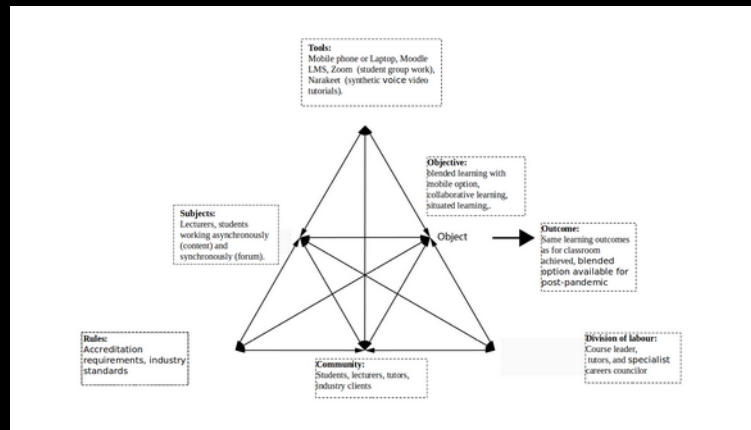 Tools:
Mobile phone or Laptop, Moodle
LMS, Zoom (student group work),
Narakeet (synthetic voice video
tutorials).
Objective:
blended learning with
mobile option,
collaborative learning,
situated learning,.
Subjects:
Lecturers, students
working asynchronously
(content) and
synchronously (forum).
Object
Outcome:
Same learning outcomes
as for classroom
achieved, blended
option available for
post-pandemic
Rules:
Accreditation
requirements, industry
standards
Community:
Students, lecturers, tutors,
industry clients
Division of labour:
Course leader,
tutors, and specialist
careers councilor